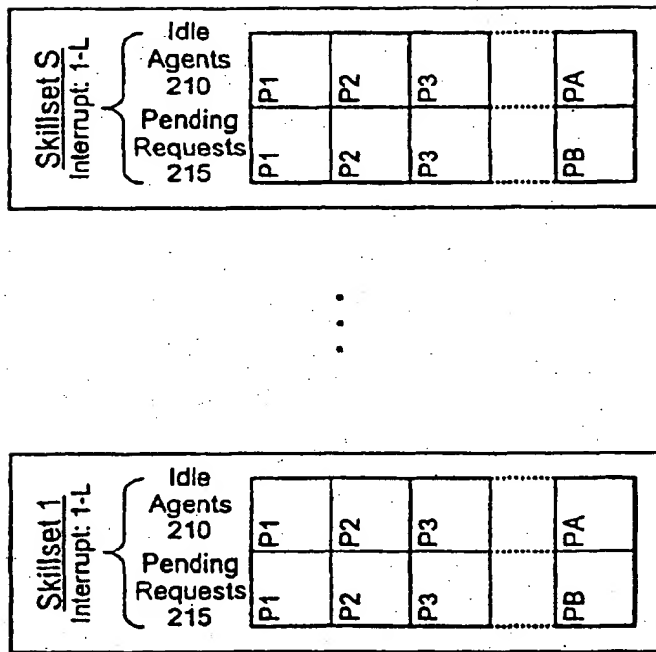 Skillset 1
Interrupt: 1-L
Pending
Requests
215
Idle
Agents
210
P1
P1
P2
P2
P3
P3
PB
PA
Skillset S
Interrupt: 1-L
Pending
Requests
215
Idle
Agents
210
P1
P1
P2
P2
P3
P3
PB
PA